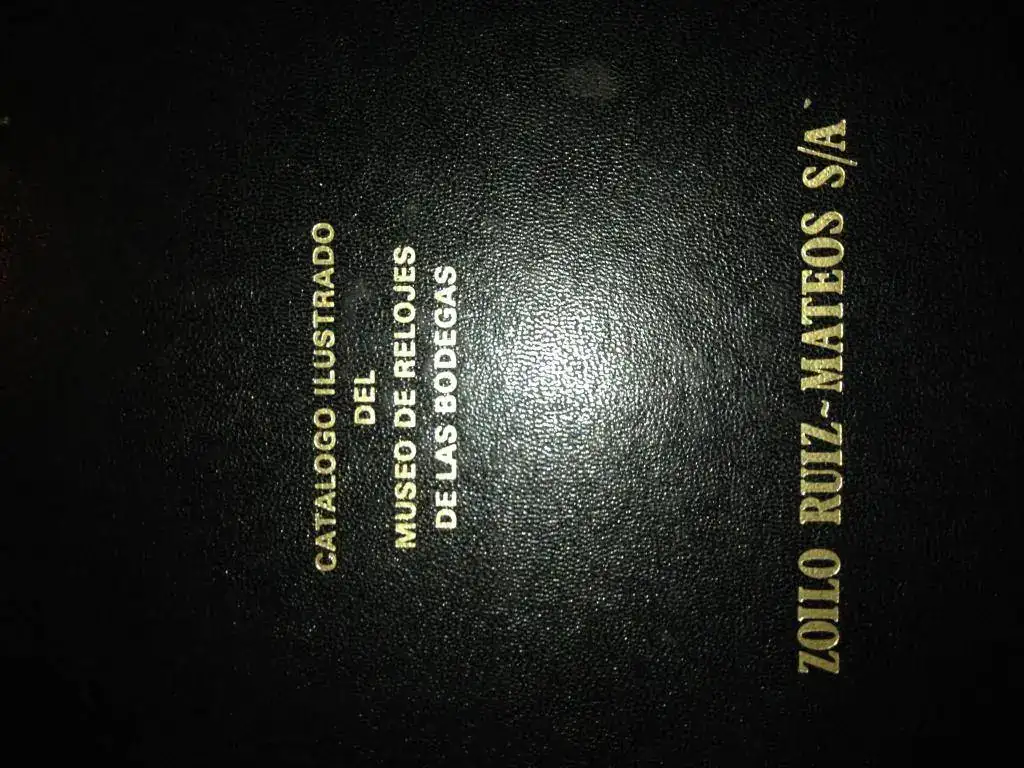 CATALOGO ILUSTRADO
DEL
MUSEO DE RELOJES
DE LAS BODEGAS
ZOILO RUIZ~MATEOS S/A